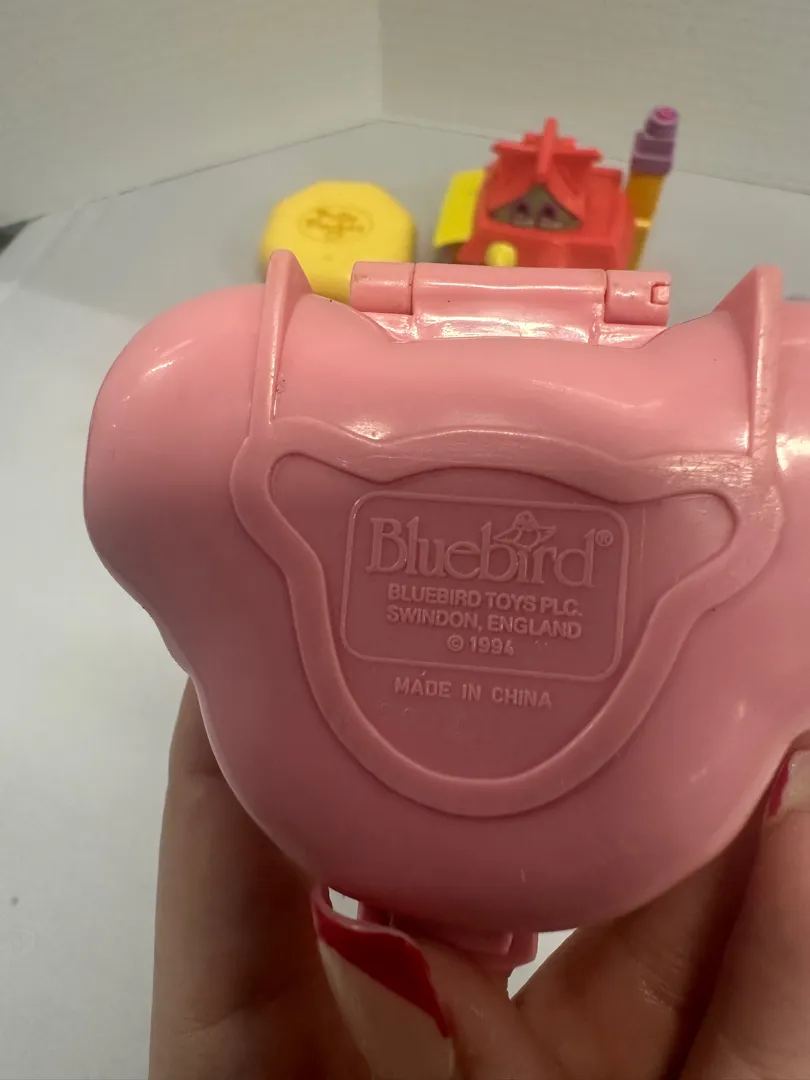 Bluebird®
BLUEBIRD TOYS PLC.
SWINDON, ENGLAND
© 1994
MADE IN CHINA